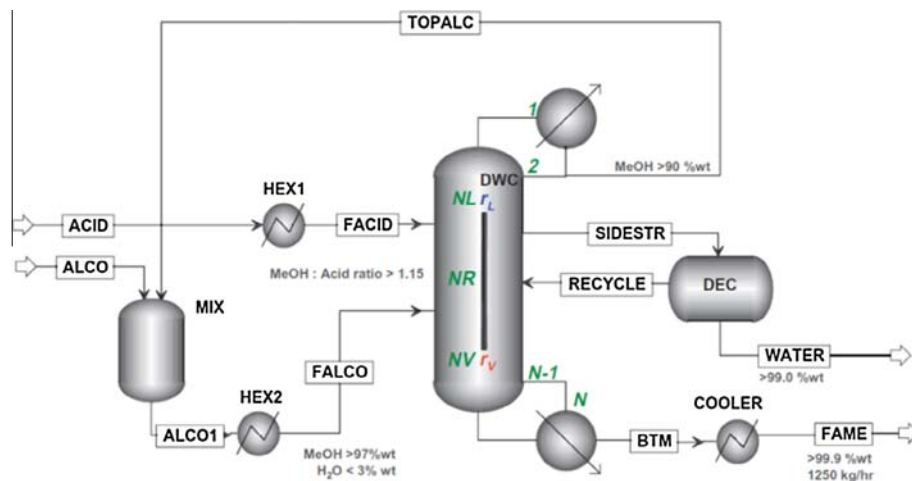 TOPALC
1
2
MeOH >90 %wt
DWC
HEX1
NL r_L
ACID
FACID
SIDESTR
ALCO
MeOH : Acid ratio > 1.15
NR
RECYCLE
DEC
MIX
FALCO
NV r_V
WATER
>99.0 %wt
N-1
HEX2
N
COOLER
ALCO1
BTM
FAME
MeOH >97%wt
H₂O < 3% wt
>99.9 %wt
1250 kg/hr